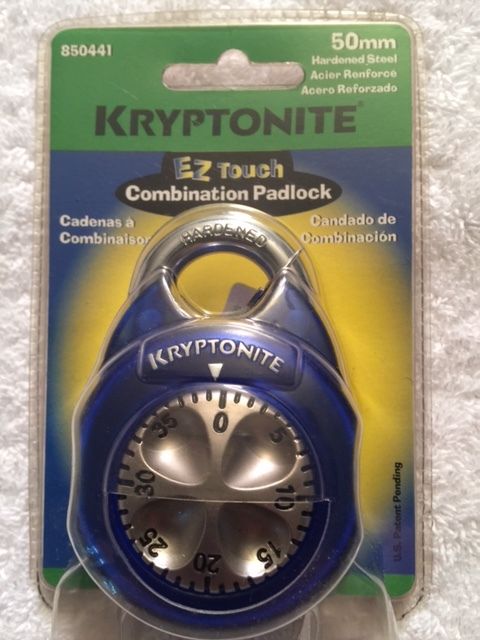 850441
50mm
Hardened Steel
Acier Renforcé
Acero Reforzado
KRYPTONITE®
EZ Touch
Combination Padlock
Cadenas à
Combinaison
Candado de
Combinación
HARDENED
KRYPTONITE
0
5
10
15
20
25
30
35
U.S. Patent Pending